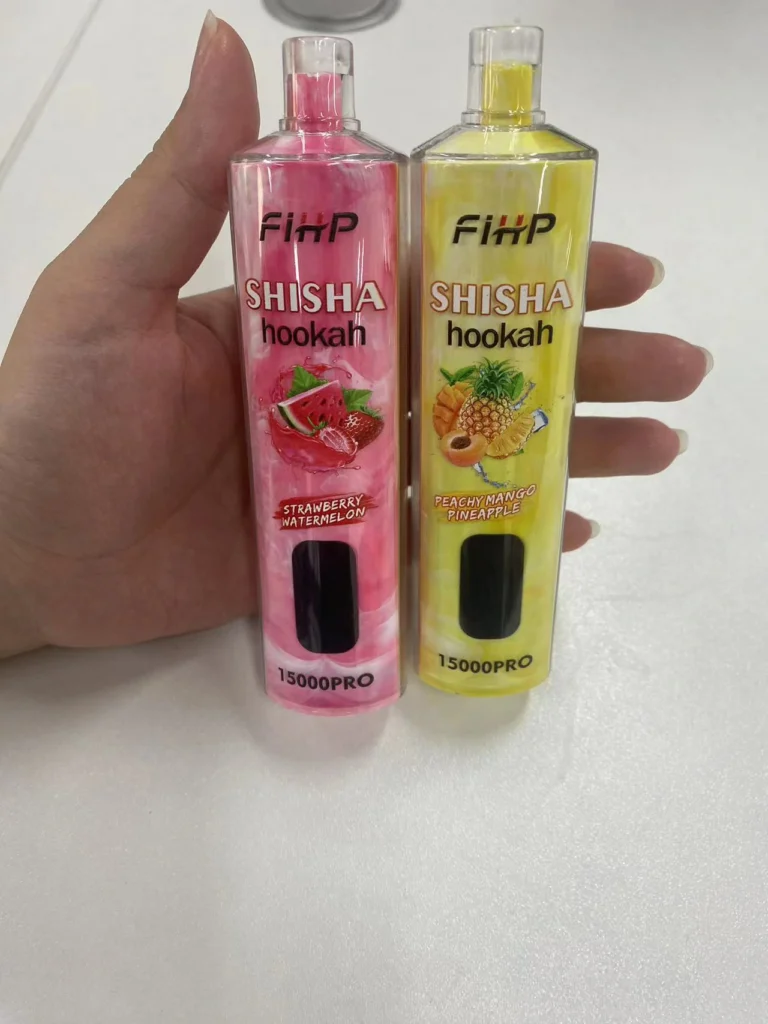 FiHP
SHISHA
hookah
STRAWBERRY
WATERMELON
15000PRO
FiHP
SHISHA
hookah
PEACHY MANGO
PINEAPPLE
15000PRO